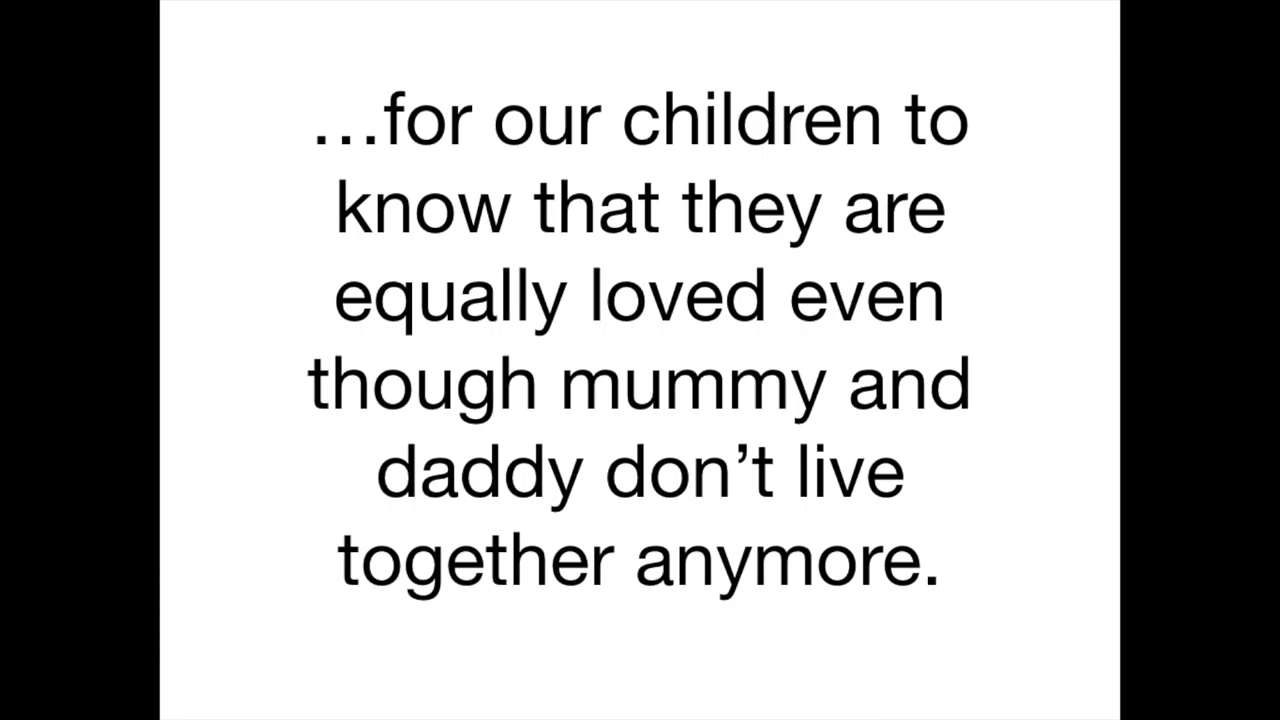 …for our children to
know that they are
equally loved even
though mummy and
daddy don’t live
together anymore.